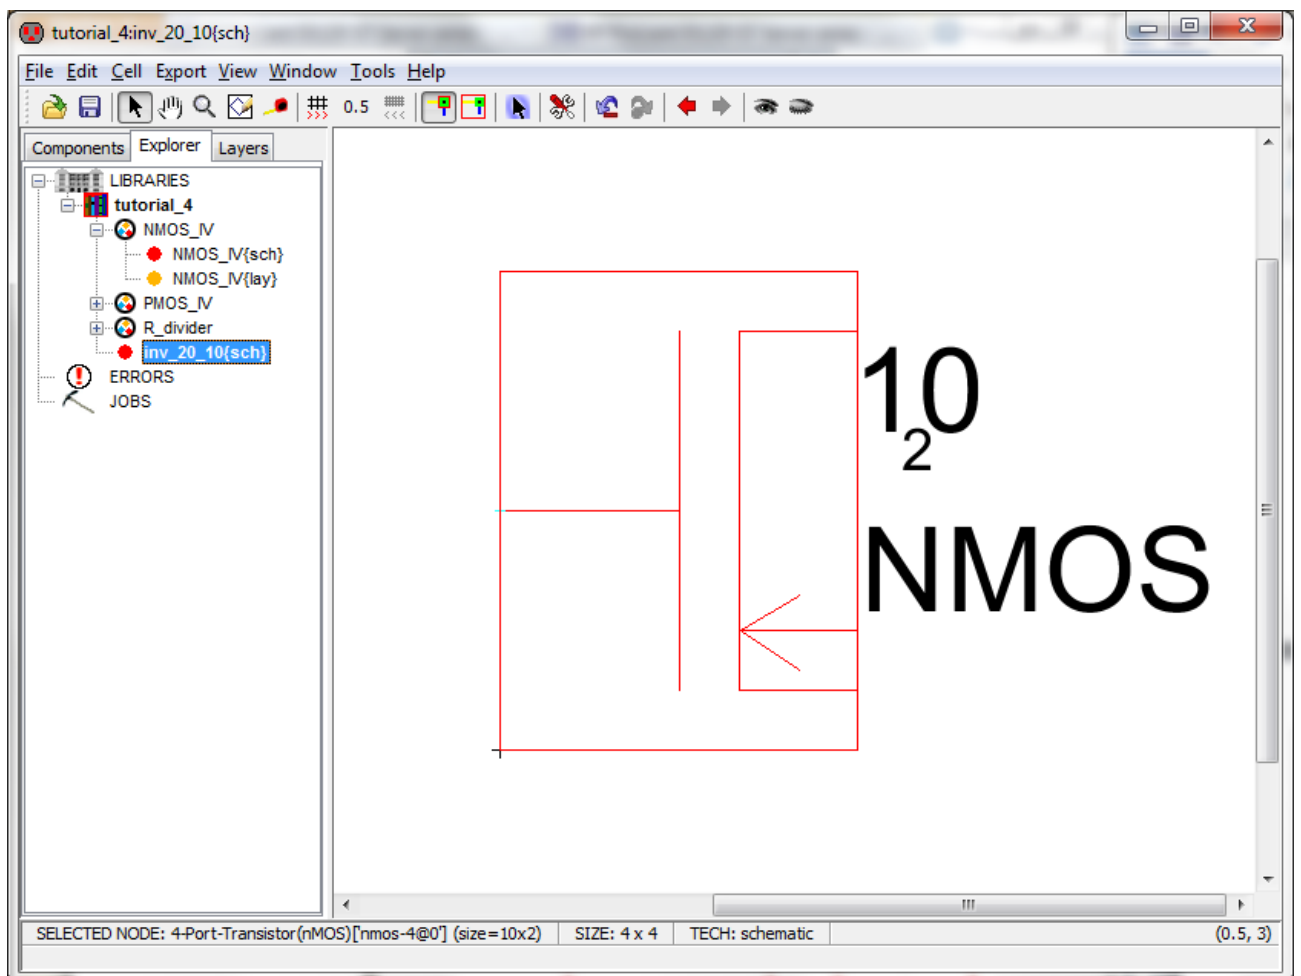 tutorial_4:inv_20_10{sch}
File Edit Cell Export View Window Tools Help
0.5
Components Explorer Layers
LIBRARIES
tutorial_4
NMOS_IV
NMOS_IV{sch}
NMOS_IV{lay}
PMOS_IV
R_divider
inv_20_10{sch}
ERRORS
JOBS
10
2
NMOS
SELECTED NODE: 4-Port-Transistor(nMOS)['nmos-4@0'] (size=10x2) SIZE: 4 x 4 TECH: schematic (0.5, 3)